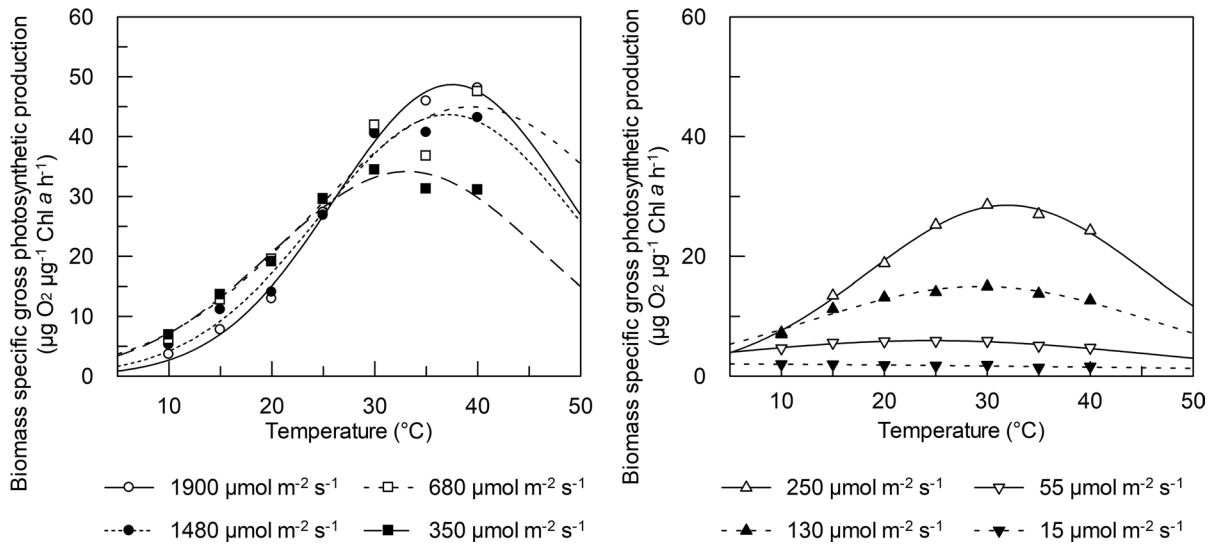 Biomass specific gross photosynthetic production
(µg O₂ µg⁻¹ Chl a h⁻¹)
60
50
40
30
20
10
0
10 20 30 40 50
Temperature (°C)
1900 µmol m⁻² s⁻¹ 680 µmol m⁻² s⁻¹
1480 µmol m⁻² s⁻¹ 350 µmol m⁻² s⁻¹
Biomass specific gross photosynthetic production
(µg O₂ µg⁻¹ Chl a h⁻¹)
60
40
20
0
10 20 30 40 50
Temperature (°C)
250 µmol m⁻² s⁻¹ 55 µmol m⁻² s⁻¹
130 µmol m⁻² s⁻¹ 15 µmol m⁻² s⁻¹